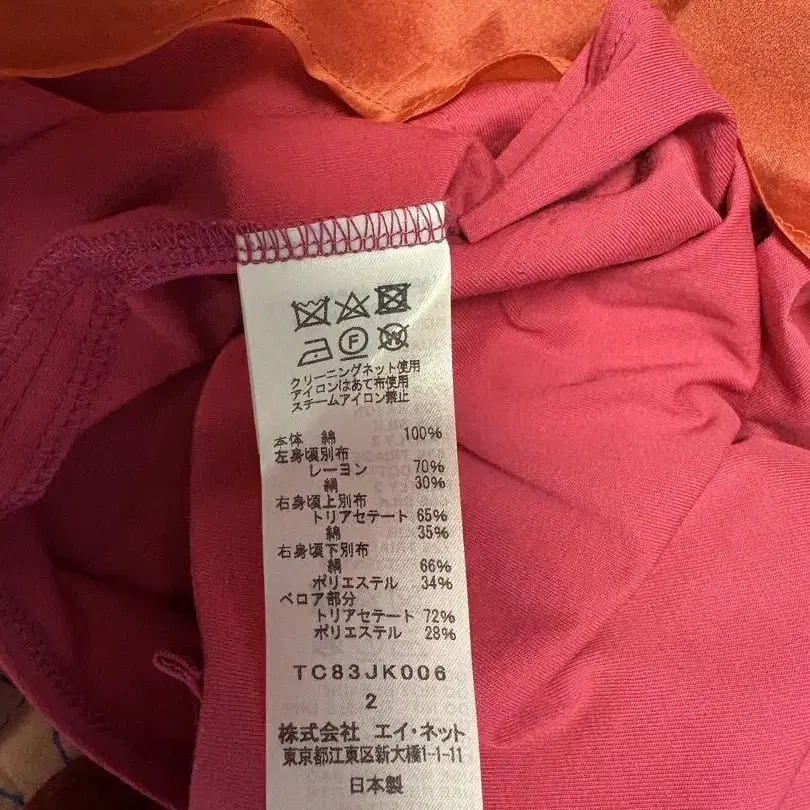 F W
クリーニングネット使用
アイロンはあて布使用
スチームアイロン禁止
本体 綿 100%
左身頃別布
レーヨン 70%
絹 30%
右身頃上別布
トリアセテート 65%
綿 35%
右身頃下別布
絹 66%
ポリエステル 34%
ベロア部分
トリアセテート 72%
ポリエステル 28%
TC83JK006
2
株式会社 エイ・ネット
東京都江東区新大橋1-1-11
日本製